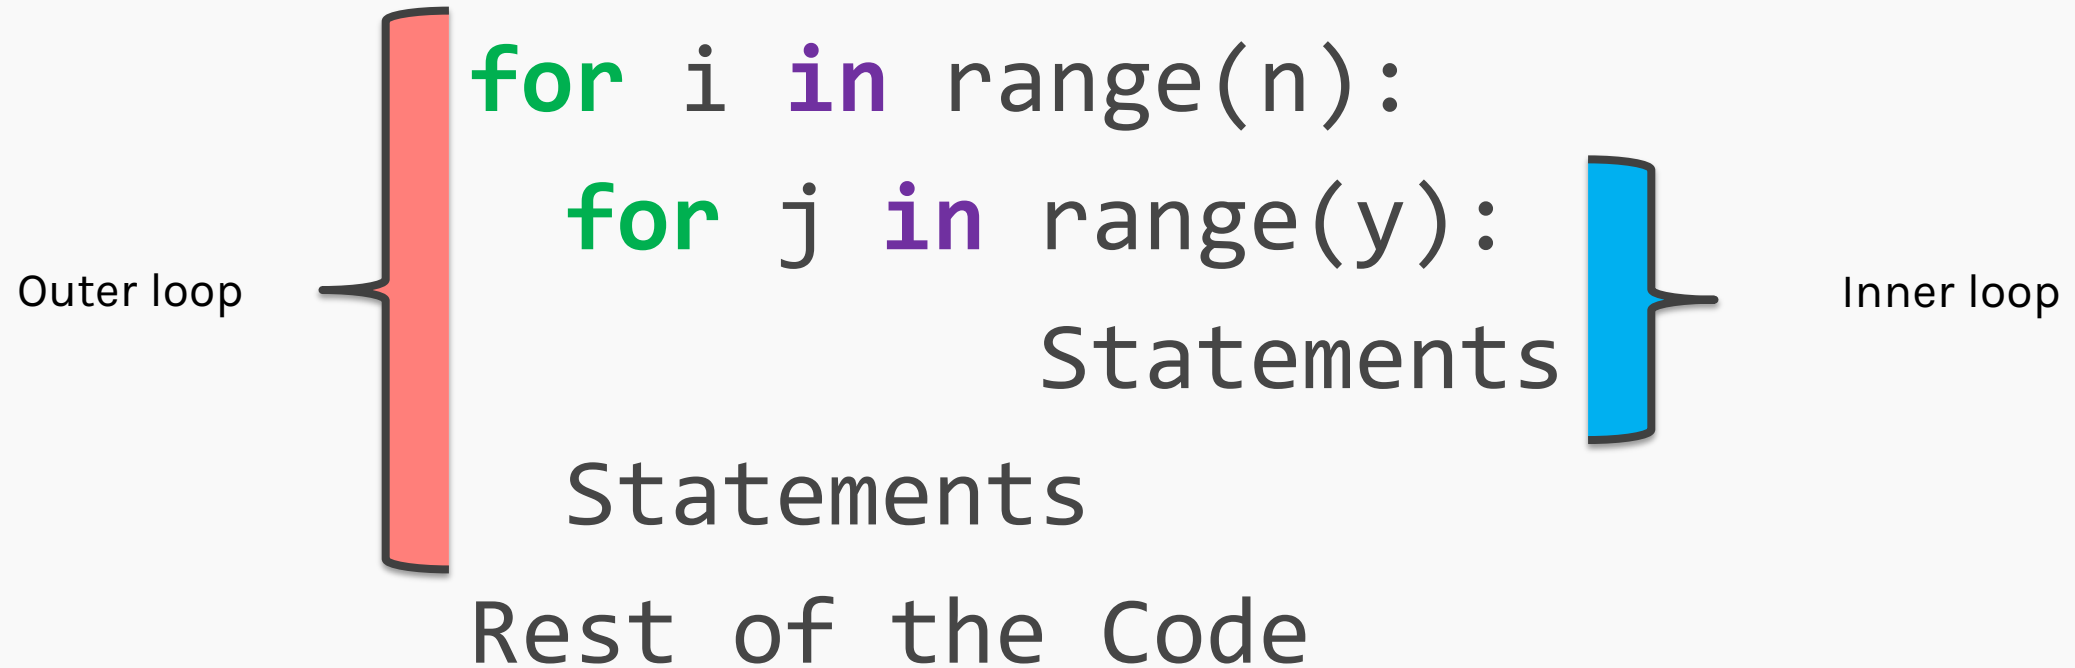 for i in range(n):
for j in range(y):
Outer loop
Inner loop
Statements
Statements
Rest of the Code